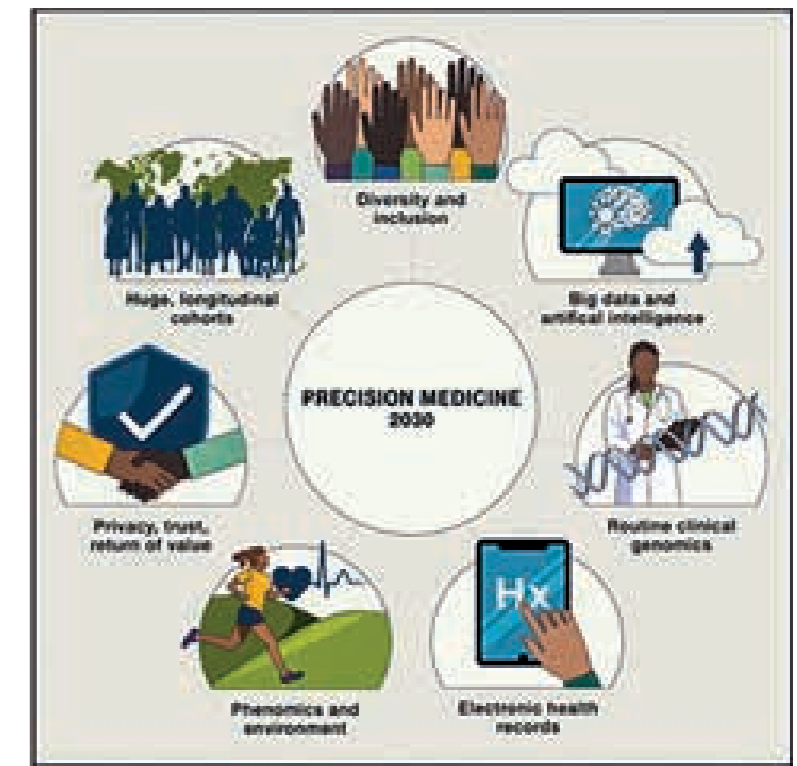 Diversity and
inclusion
Big data and
artifical intelligence
Routine clinical
genomics
Hx
Electronic health
records
Phenomics and
environment
Privacy, trust,
return of value
Huge, longitudinal
cohorts
PRECISION MEDICINE
2030